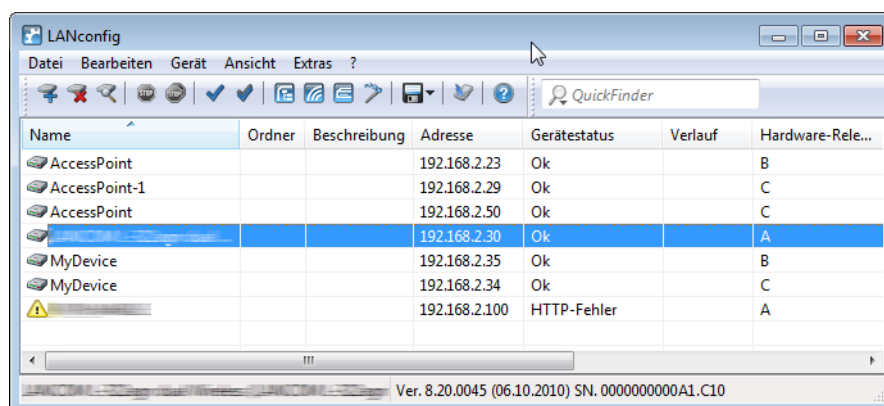 LANconfig
Datei Bearbeiten Gerät Ansicht Extras ?
QuickFinder
Name Ordner Beschreibung Adresse Gerätestatus Verlauf Hardware-Rele...
AccessPoint 192.168.2.23 Ok B
AccessPoint-1 192.168.2.29 Ok C
AccessPoint 192.168.2.50 Ok C
192.168.2.30 Ok A
MyDevice 192.168.2.35 Ok B
MyDevice 192.168.2.34 Ok C
192.168.2.100 HTTP-Fehler A
Ver. 8.20.0045 (06.10.2010) SN. 0000000000A1.C10